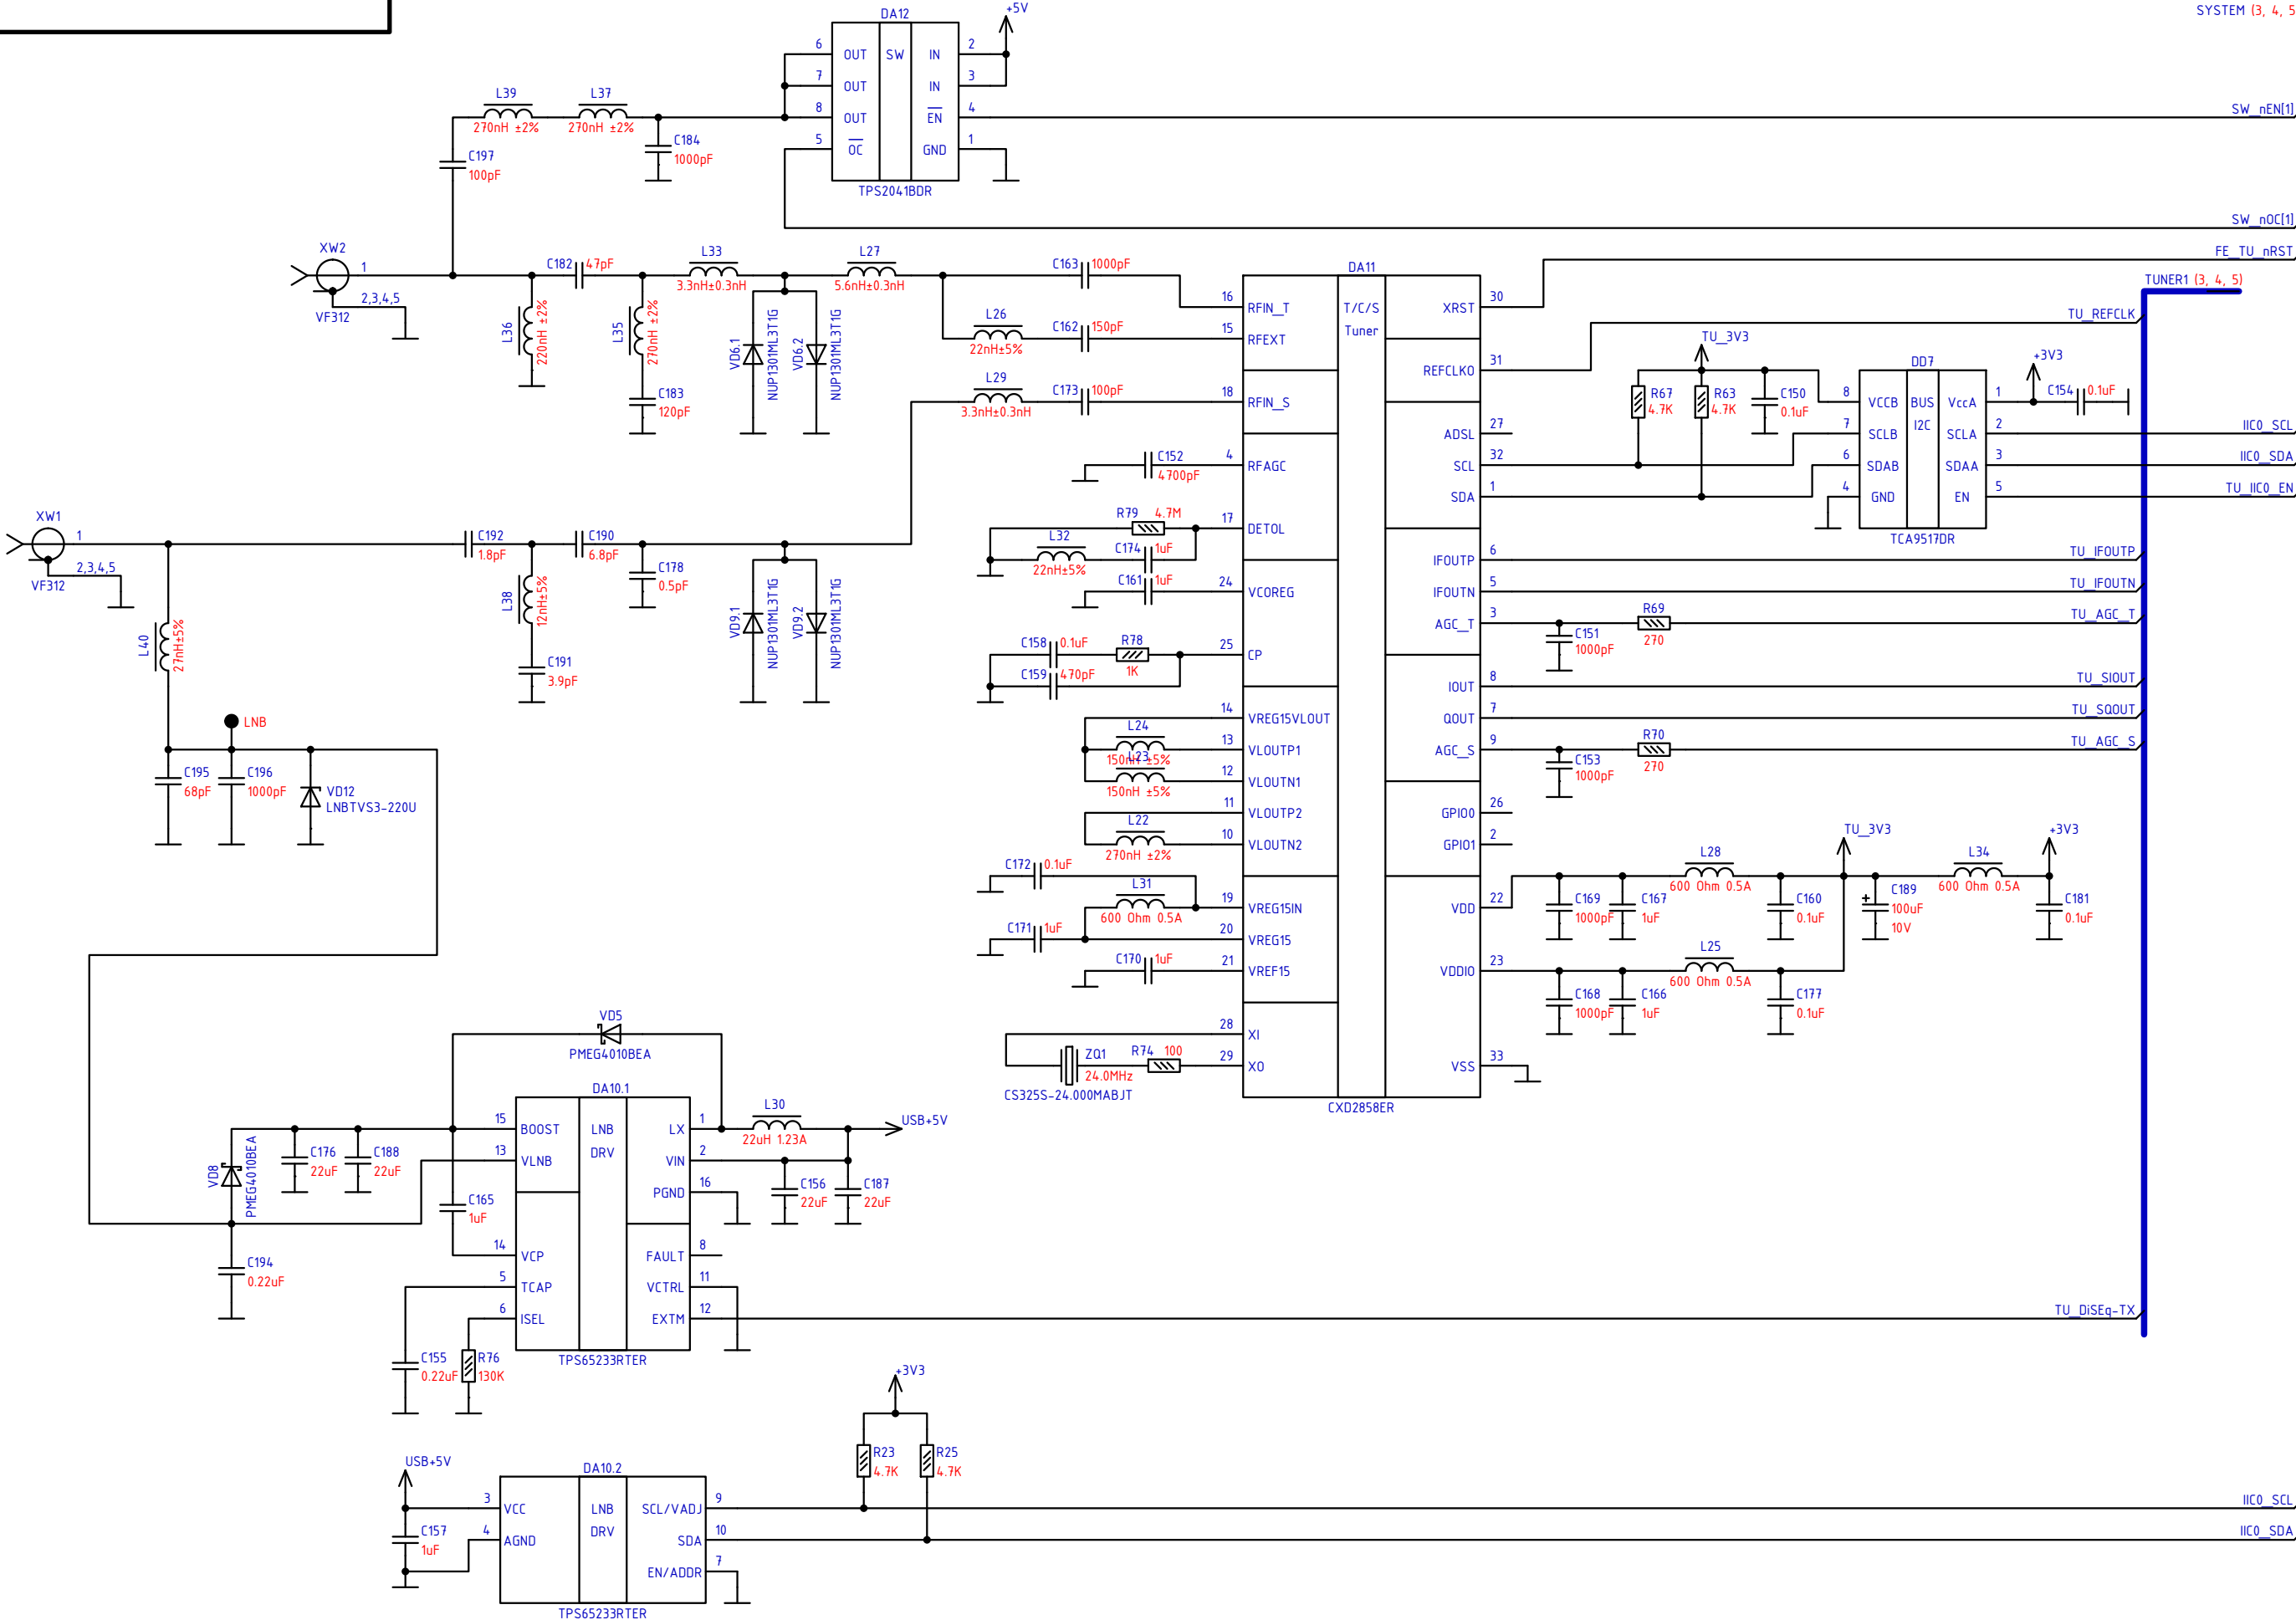 SYSTEM (3, 4, 5
DA12
+5V
6 OUT SW IN 2
7 OUT IN 3
8 OUT EN 4
5 OC GND 1
TPS2041BDR
L39
270nH ±2%
L37
270nH ±2%
C184
1000pF
C197
100pF
SW_nEN[1]
SW_nOC[1]
FE_TU_nRST
TUNER1 (3, 4, 5)
TU_REFCLK
XW2
1
2,3,4,5
VF312
C182 47pF
L33
3.3nH±0.3nH
L27
5.6nH±0.3nH
C163 1000pF
L36
220nH ±2%
L35
270nH ±2%
C183
120pF
VD6.1
NUP1301ML3T1G
VD6.2
NUP1301ML3T1G
L26
22nH±5%
C162 150pF
L29
3.3nH±0.3nH
C173 100pF
DA11
T/C/S
Tuner
16 RFIN_T
15 RFEXT
18 RFIN_S
4 RFAGC
17 DETOL
24 VCOREG
25 CP
14 VREG15VLOUT
13 VLOUTP1
12 VLOUTN1
11 VLOUTP2
10 VLOUTN2
19 VREG15IN
20 VREG15
21 VREF15
28 XI
29 XO
XRST 30
REFCLKO 31
ADSL 27
SCL 32
SDA 1
IFOUTP 6
IFOUTN 5
AGC_T 3
IOUT 8
QOUT 7
AGC_S 9
GPIO0 26
GPIO1 2
VDD 22
VDDIO 23
VSS 33
CXD2858ER
TU_3V3
R67
4.7K
R63
4.7K
C150
0.1uF
DD7
8 VCCB BUS VccA 1
7 SCLB I2C SCLA 2
6 SDAB SDAA 3
4 GND EN 5
TCA9517DR
+3V3
C154 0.1uF
IIC0_SCL
IIC0_SDA
TU_IIC0_EN
TU_IFOUTP
TU_IFOUTN
TU_AGC_T
TU_SIOUT
TU_SQOUT
TU_AGC_S
C152
4700pF
R79 4.7M
L32
22nH±5%
C174 1uF
C161 1uF
C158 0.1uF
R78
1K
C159 470pF
L24
150nH ±5%
L23
150nH ±5%
L22
270nH ±2%
C172 0.1uF
L31
600 Ohm 0.5A
C171 1uF
C170 1uF
ZQ1
24.0MHz
R74 100
CS325S-24.000MABJT
R69
270
C151
1000pF
R70
270
C153
1000pF
L28
600 Ohm 0.5A
TU_3V3
L34
600 Ohm 0.5A
+3V3
C169
1000pF
C167
1uF
C160
0.1uF
+
C189
100uF
10V
C181
0.1uF
L25
600 Ohm 0.5A
C168
1000pF
C166
1uF
C177
0.1uF
XW1
1
2,3,4,5
VF312
C192
1.8pF
C190
6.8pF
C178
0.5pF
L38
12nH±5%
C191
3.9pF
VD9.1
NUP1301ML3T1G
VD9.2
NUP1301ML3T1G
L40
27nH±5%
LNB
C195
68pF
C196
1000pF
VD12
LNBTVS3-220U
VD5
PMEG4010BEA
DA10.1
15 BOOST LNB LX 1
13 VLNB DRV VIN 2
PGND 16
14 VCP FAULT 8
5 TCAP VCTRL 11
6 ISEL EXTM 12
TPS65233RTER
L30
22uH 1.23A
USB+5V
C156
22uF
C187
22uF
VD8
PMEG4010BEA
C176
22uF
C188
22uF
C165
1uF
C194
0.22uF
C155
0.22uF
R76
130K
TU_DiSEq-TX
+3V3
R23
4.7K
R25
4.7K
USB+5V
C157
1uF
DA10.2
3 VCC LNB SCL/VADJ 9
4 AGND DRV SDA 10
EN/ADDR 7
TPS65233RTER
IIC0_SCL
IIC0_SDA